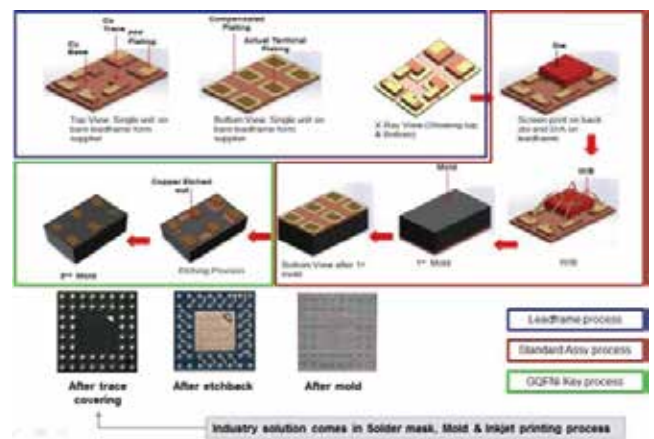 Cu
Trace
PPF
Plating
Cu
Base
Compensated
Plating
Actual Terminal
Plating
Die
Top View: Single unit on
bare leadframe form
supplier
Bottom View: Single unit on
bare leadframe form
supplier
X-Ray View (Showing top
& Bottom)
Screen print on back
die and D/A on
leadframe
Copper Etched
out
Mold
W/B
2nd Mold
Etching Process
Bottom View after 1st
mold
1st Mold
W/B
After trace
covering
After etchback
After mold
Leadframe process
Standard Assy process
GQFN Key process
Industry solution comes in Solder mask, Mold & Inkjet printing process